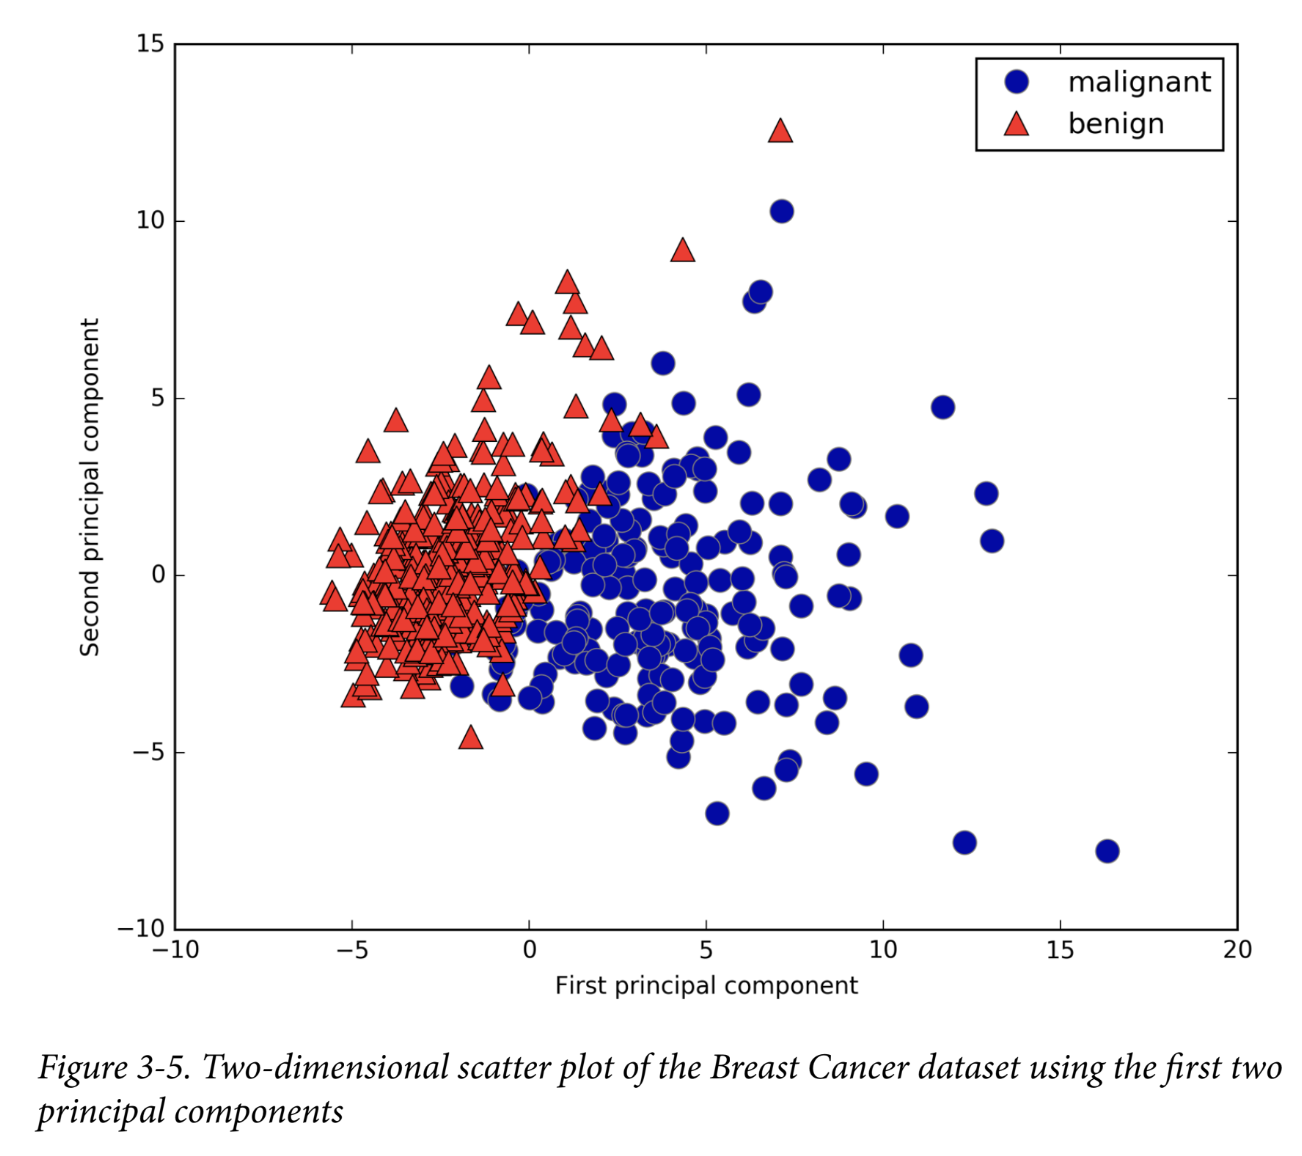 15
malignant
benign
10
5
0
−5
−10
Second principal component
−10 −5 0 5 10 15 20
First principal component
Figure 3-5. Two-dimensional scatter plot of the Breast Cancer dataset using the first two
principal components